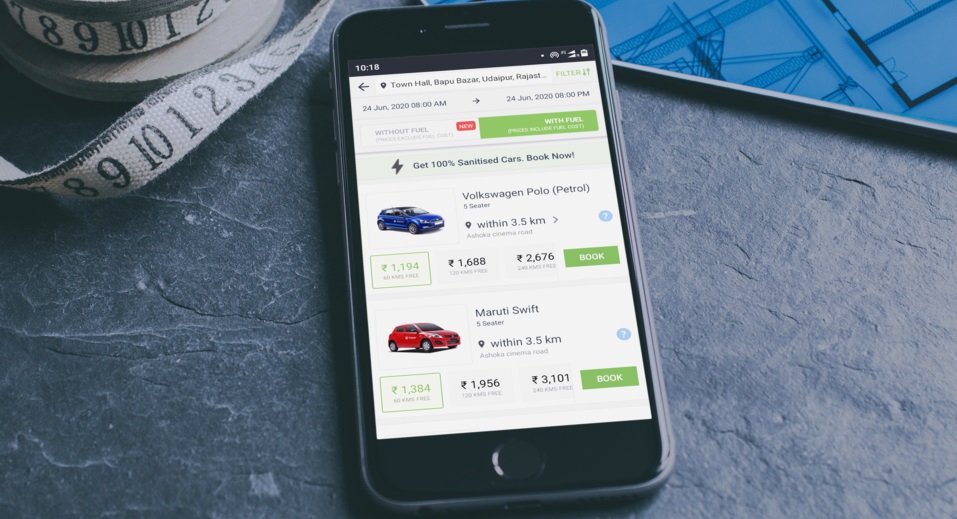 7 8 9 10 1 2
8 9 10 11 2 3 4
10:18
Town Hall, Bapu Bazar, Udaipur, Rajast...
FILTER
24 Jun, 2020 08:00 AM → 24 Jun, 2020 08:00 PM
WITHOUT FUEL
(PRICES EXCLUDE FUEL COST)
NEW
WITH FUEL
(PRICES INCLUDE FUEL COST)
Get 100% Sanitised Cars. Book Now!
Volkswagen Polo (Petrol)
5 Seater
within 3.5 km >
Ashoka cinema road
?
₹ 1,194
60 KMS FREE
₹ 1,688
120 KMS FREE
₹ 2,676
240 KMS FREE
BOOK
Maruti Swift
5 Seater
within 3.5 km
Ashoka cinema road
?
₹ 1,384
60 KMS FREE
₹ 1,956
120 KMS FREE
₹ 3,101
240 KMS FREE
BOOK